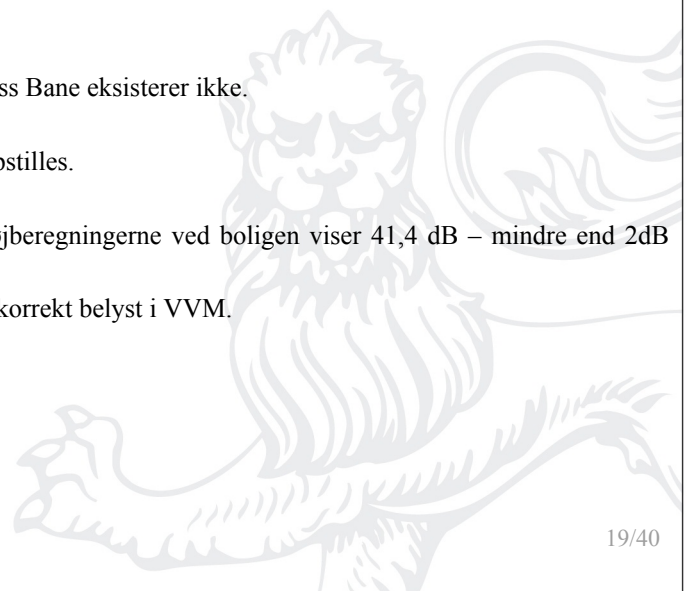 ss Bane eksisterer ikke.
ostilles.
jberegningerne ved boligen viser 41,4 dB – mindre end 2dB
korrekt belyst i VVM.
19/40